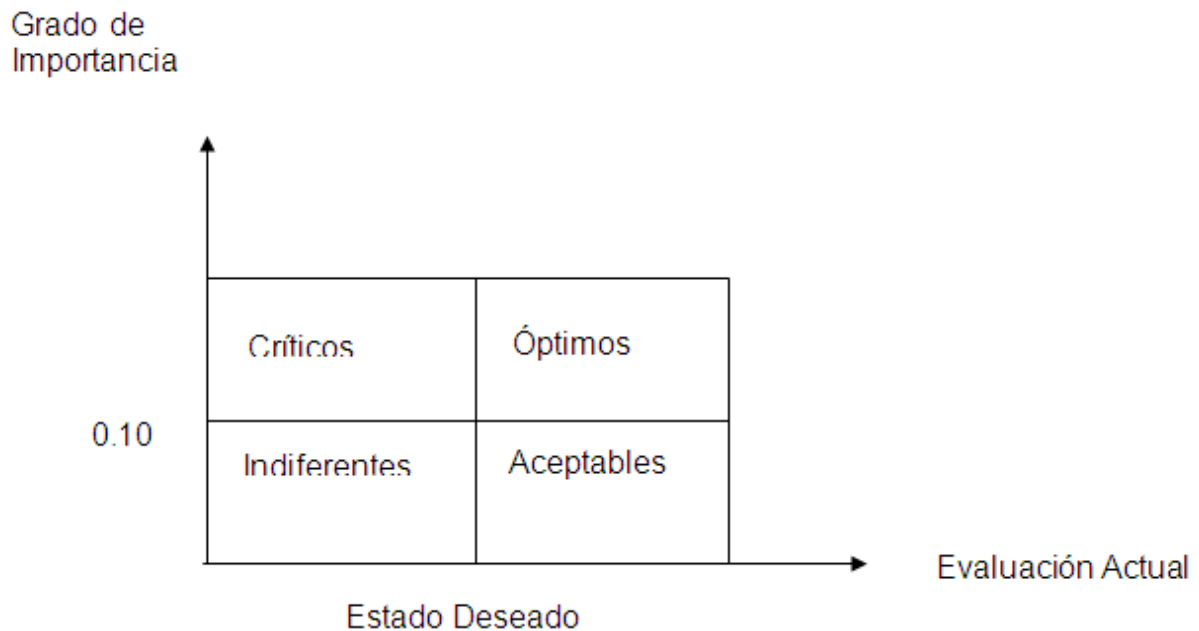 Grado de
Importancia
Críticos
Óptimos
0.10
Indiferentes
Aceptables
Evaluación Actual
Estado Deseado